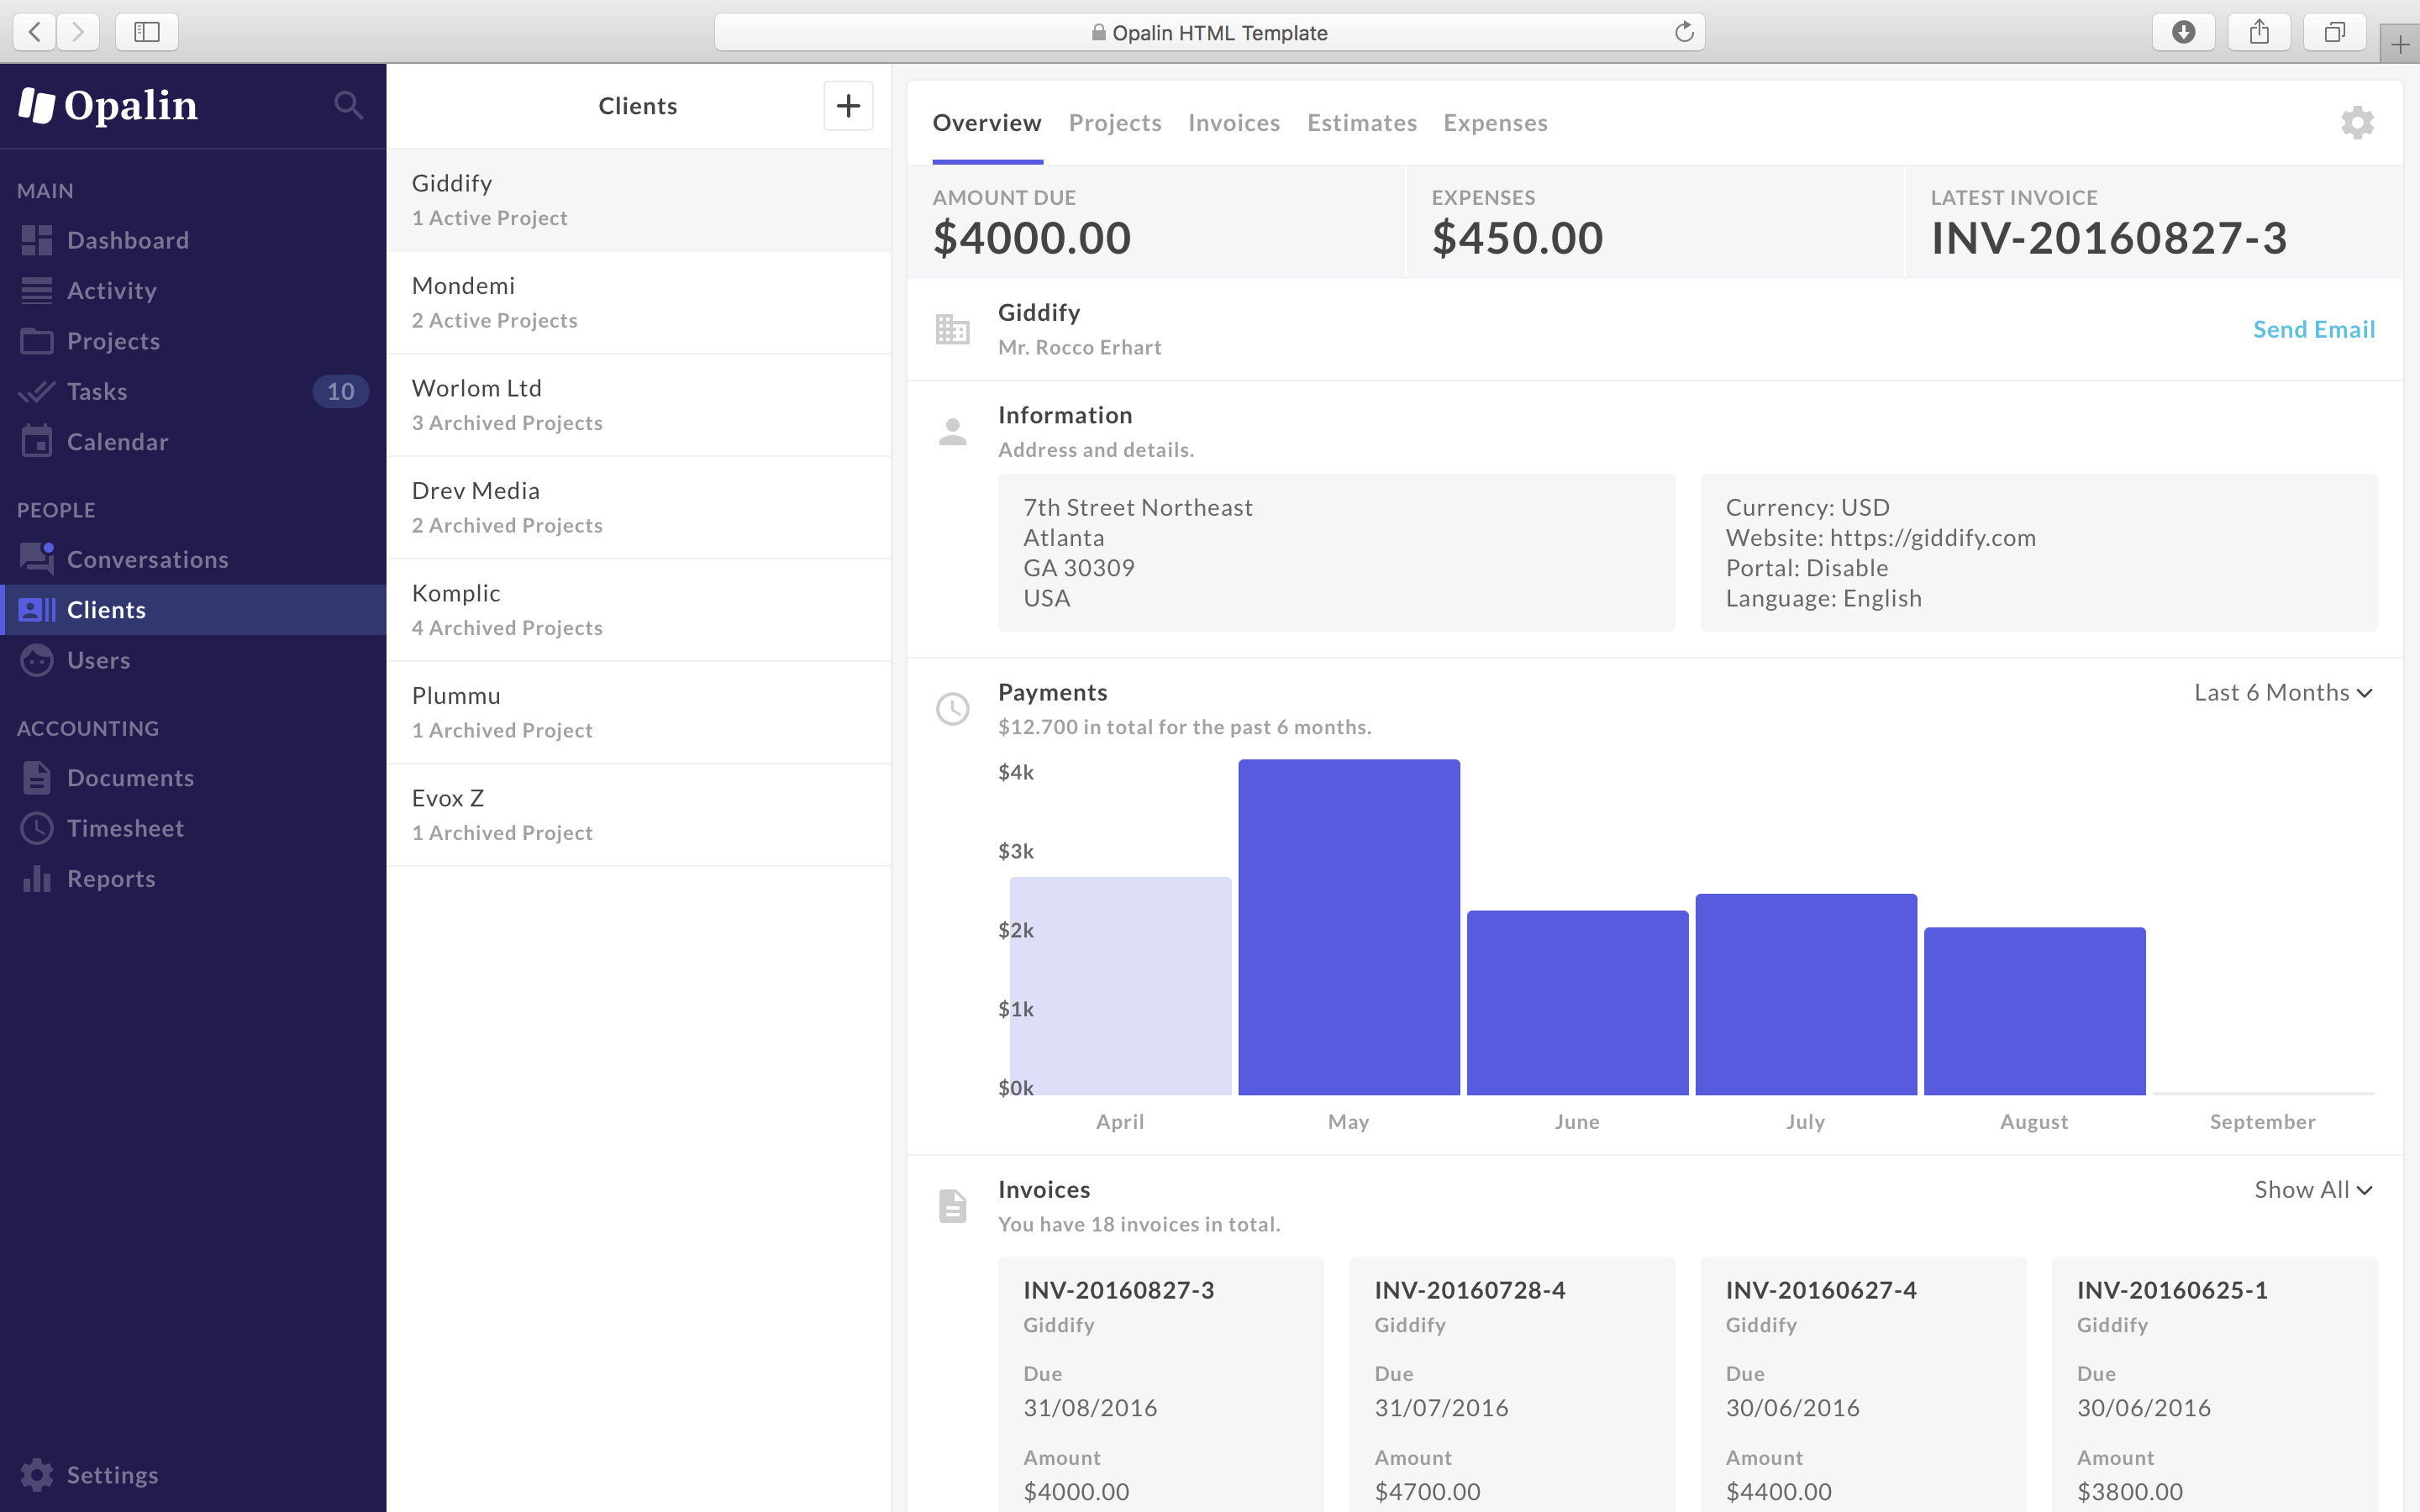 Opalin HTML Template
Opalin
MAIN
Dashboard
Activity
Projects
Tasks
10
Calendar
PEOPLE
Conversations
Clients
Users
ACCOUNTING
Documents
Timesheet
Reports
Settings
Clients
Giddify
1 Active Project
Mondemi
2 Active Projects
Worlom Ltd
3 Archived Projects
Drev Media
2 Archived Projects
Komplic
4 Archived Projects
Plummu
1 Archived Project
Evox Z
1 Archived Project
Overview
Projects
Invoices
Estimates
Expenses
AMOUNT DUE
$4000.00
EXPENSES
$450.00
LATEST INVOICE
INV-20160827-3
Giddify
Mr. Rocco Erhart
Send Email
Information
Address and details.
7th Street Northeast
Atlanta
GA 30309
USA
Currency: USD
Website: https://giddify.com
Portal: Disable
Language: English
Payments
$12.700 in total for the past 6 months.
Last 6 Months
$4k
$3k
$2k
$1k
$0k
April
May
June
July
August
September
Invoices
You have 18 invoices in total.
Show All
INV-20160827-3
Giddify
Due
31/08/2016
Amount
$4000.00
INV-20160728-4
Giddify
Due
31/07/2016
Amount
$4700.00
INV-20160627-4
Giddify
Due
30/06/2016
Amount
$4400.00
INV-20160625-1
Giddify
Due
30/06/2016
Amount
$3800.00